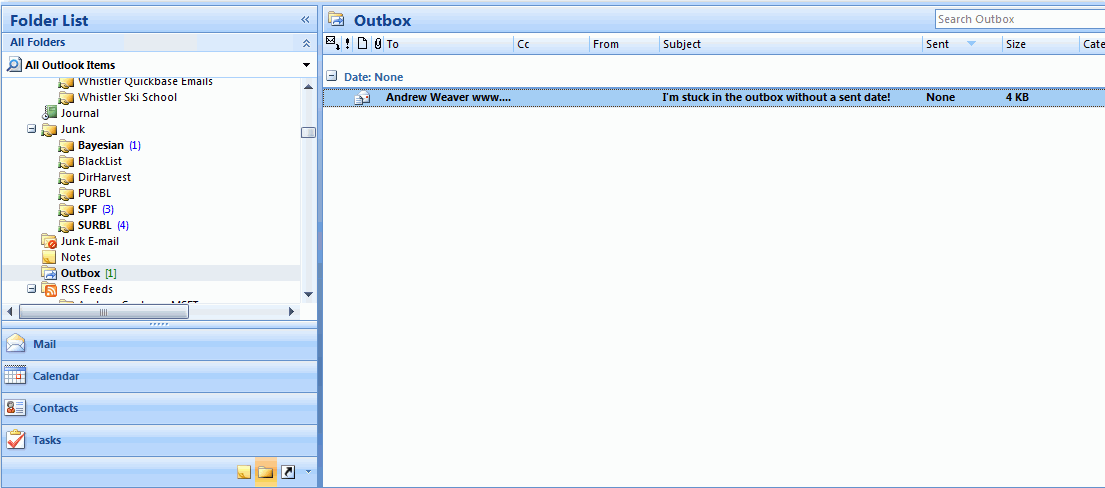 Folder List «
All Folders
All Outlook Items
Whistler Quickbase Emails
Whistler Ski School
Journal
Junk
Bayesian (1)
BlackList
DirHarvest
PURBL
SPF (3)
SURBL (4)
Junk E-mail
Notes
Outbox [1]
RSS Feeds
Mail
Calendar
Contacts
Tasks
Outbox
Search Outbox
! To Cc From Subject Sent Size Cate
Date: None
Andrew Weaver www.... I'm stuck in the outbox without a sent date! None 4 KB